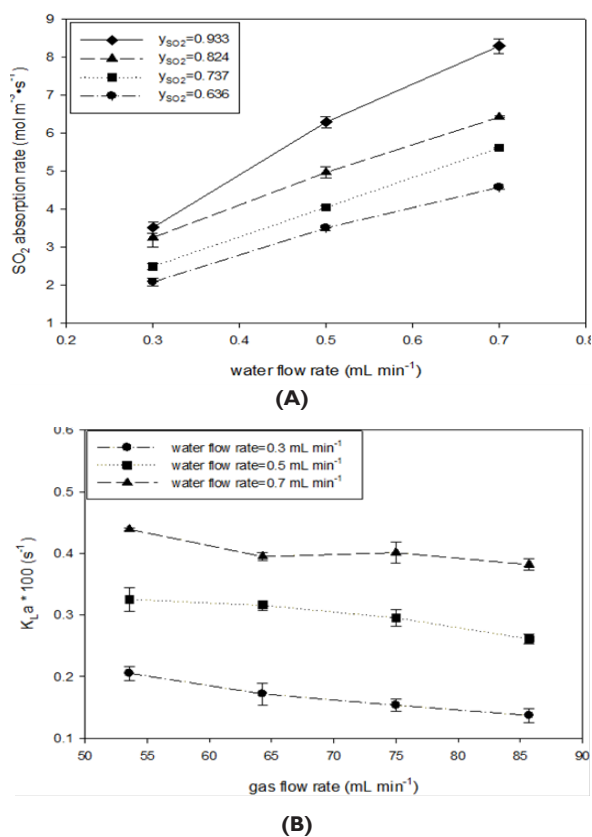 9
8
7
6
5
4
3
2
1
SO₂ absorption rate (mol m⁻³•s⁻¹)
y_SO₂=0.933
y_SO₂=0.824
y_SO₂=0.737
y_SO₂=0.636
0.2 0.3 0.4 0.5 0.6 0.7 0.8
water flow rate (mL min⁻¹)
(A)
0.6
0.5
0.4
0.3
0.2
0.1
K_La * 100 (s⁻¹)
water flow rate=0.3 mL min⁻¹
water flow rate=0.5 mL min⁻¹
water flow rate=0.7 mL min⁻¹
50 55 60 65 70 75 80 85 90
gas flow rate (mL min⁻¹)
(B)